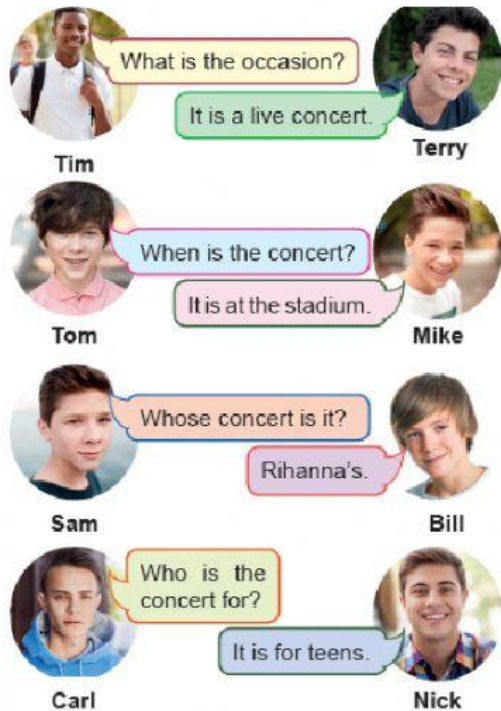 What is the occasion?
It is a live concert.
Tim
Terry
When is the concert?
It is at the stadium.
Tom
Mike
Whose concert is it?
Rihanna's.
Sam
Bill
Who is the
concert for?
It is for teens.
Carl
Nick